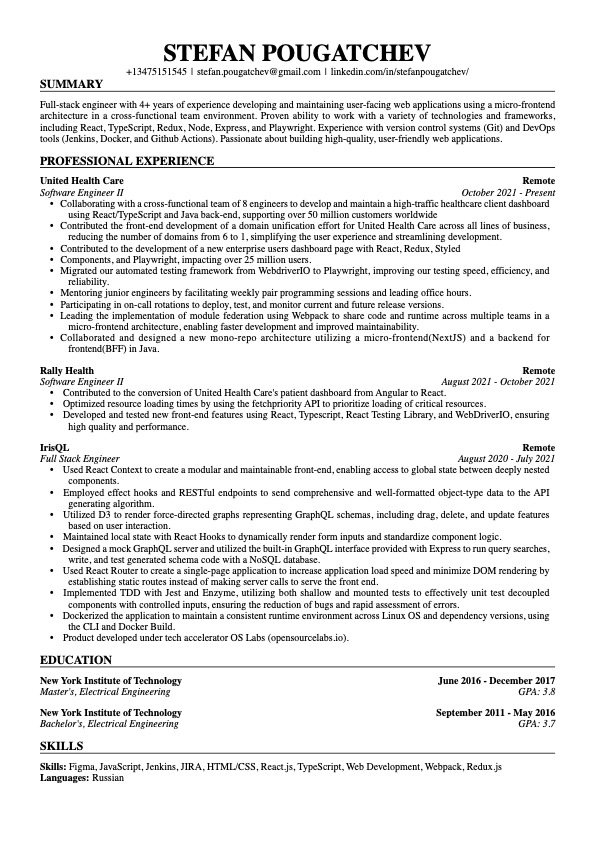 STEFAN POUGATCHEV
+13475151545 | stefan.pougatchev@gmail.com | linkedin.com/in/stefanpougatchev/
SUMMARY
Full-stack engineer with 4+ years of experience developing and maintaining user-facing web applications using a micro-frontend
architecture in a cross-functional team environment. Proven ability to work with a variety of technologies and frameworks,
including React, TypeScript, Redux, Node, Express, and Playwright. Experience with version control systems (Git) and DevOps
tools (Jenkins, Docker, and Github Actions). Passionate about building high-quality, user-friendly web applications.
PROFESSIONAL EXPERIENCE
United Health Care Remote
Software Engineer II October 2021 - Present
• Collaborating with a cross-functional team of 8 engineers to develop and maintain a high-traffic healthcare client dashboard
using React/TypeScript and Java back-end, supporting over 50 million customers worldwide
• Contributed the front-end development of a domain unification effort for United Health Care across all lines of business,
reducing the number of domains from 6 to 1, simplifying the user experience and streamlining development.
• Contributed to the development of a new enterprise users dashboard page with React, Redux, Styled
• Components, and Playwright, impacting over 25 million users.
• Migrated our automated testing framework from WebdriverIO to Playwright, improving our testing speed, efficiency, and
reliability.
• Mentoring junior engineers by facilitating weekly pair programming sessions and leading office hours.
• Participating in on-call rotations to deploy, test, and monitor current and future release versions.
• Leading the implementation of module federation using Webpack to share code and runtime across multiple teams in a
micro-frontend architecture, enabling faster development and improved maintainability.
• Collaborated and designed a new mono-repo architecture utilizing a micro-frontend(NextJS) and a backend for
frontend(BFF) in Java.
Rally Health Remote
Software Engineer II August 2021 - October 2021
• Contributed to the conversion of United Health Care's patient dashboard from Angular to React.
• Optimized resource loading times by using the fetchpriority API to prioritize loading of critical resources.
• Developed and tested new front-end features using React, Typescript, React Testing Library, and WebDriverIO, ensuring
high quality and performance.
IrisQL Remote
Full Stack Engineer August 2020 - July 2021
• Used React Context to create a modular and maintainable front-end, enabling access to global state between deeply nested
components.
• Employed effect hooks and RESTful endpoints to send comprehensive and well-formatted object-type data to the API
generating algorithm.
• Utilized D3 to render force-directed graphs representing GraphQL schemas, including drag, delete, and update features
based on user interaction.
• Maintained local state with React Hooks to dynamically render form inputs and standardize component logic.
• Designed a mock GraphQL server and utilized the built-in GraphQL interface provided with Express to run query searches,
write, and test generated schema code with a NoSQL database.
• Used React Router to create a single-page application to increase application load speed and minimize DOM rendering by
establishing static routes instead of making server calls to serve the front end.
• Implemented TDD with Jest and Enzyme, utilizing both shallow and mounted tests to effectively unit test decoupled
components with controlled inputs, ensuring the reduction of bugs and rapid assessment of errors.
• Dockerized the application to maintain a consistent runtime environment across Linux OS and dependency versions, using
the CLI and Docker Build.
• Product developed under tech accelerator OS Labs (opensourcelabs.io).
EDUCATION
New York Institute of Technology June 2016 - December 2017
Master's, Electrical Engineering GPA: 3.8
New York Institute of Technology September 2011 - May 2016
Bachelor's, Electrical Engineering GPA: 3.7
SKILLS
Skills: Figma, JavaScript, Jenkins, JIRA, HTML/CSS, React.js, TypeScript, Web Development, Webpack, Redux.js
Languages: Russian